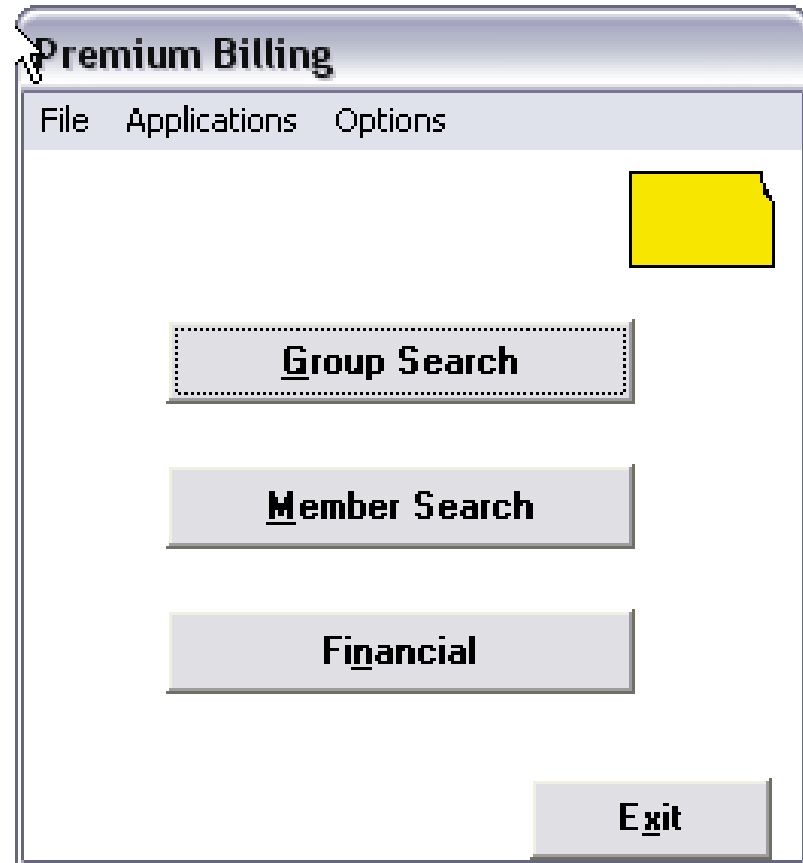 Premium Billing
File Applications Options
Group Search
Member Search
Financial
Exit